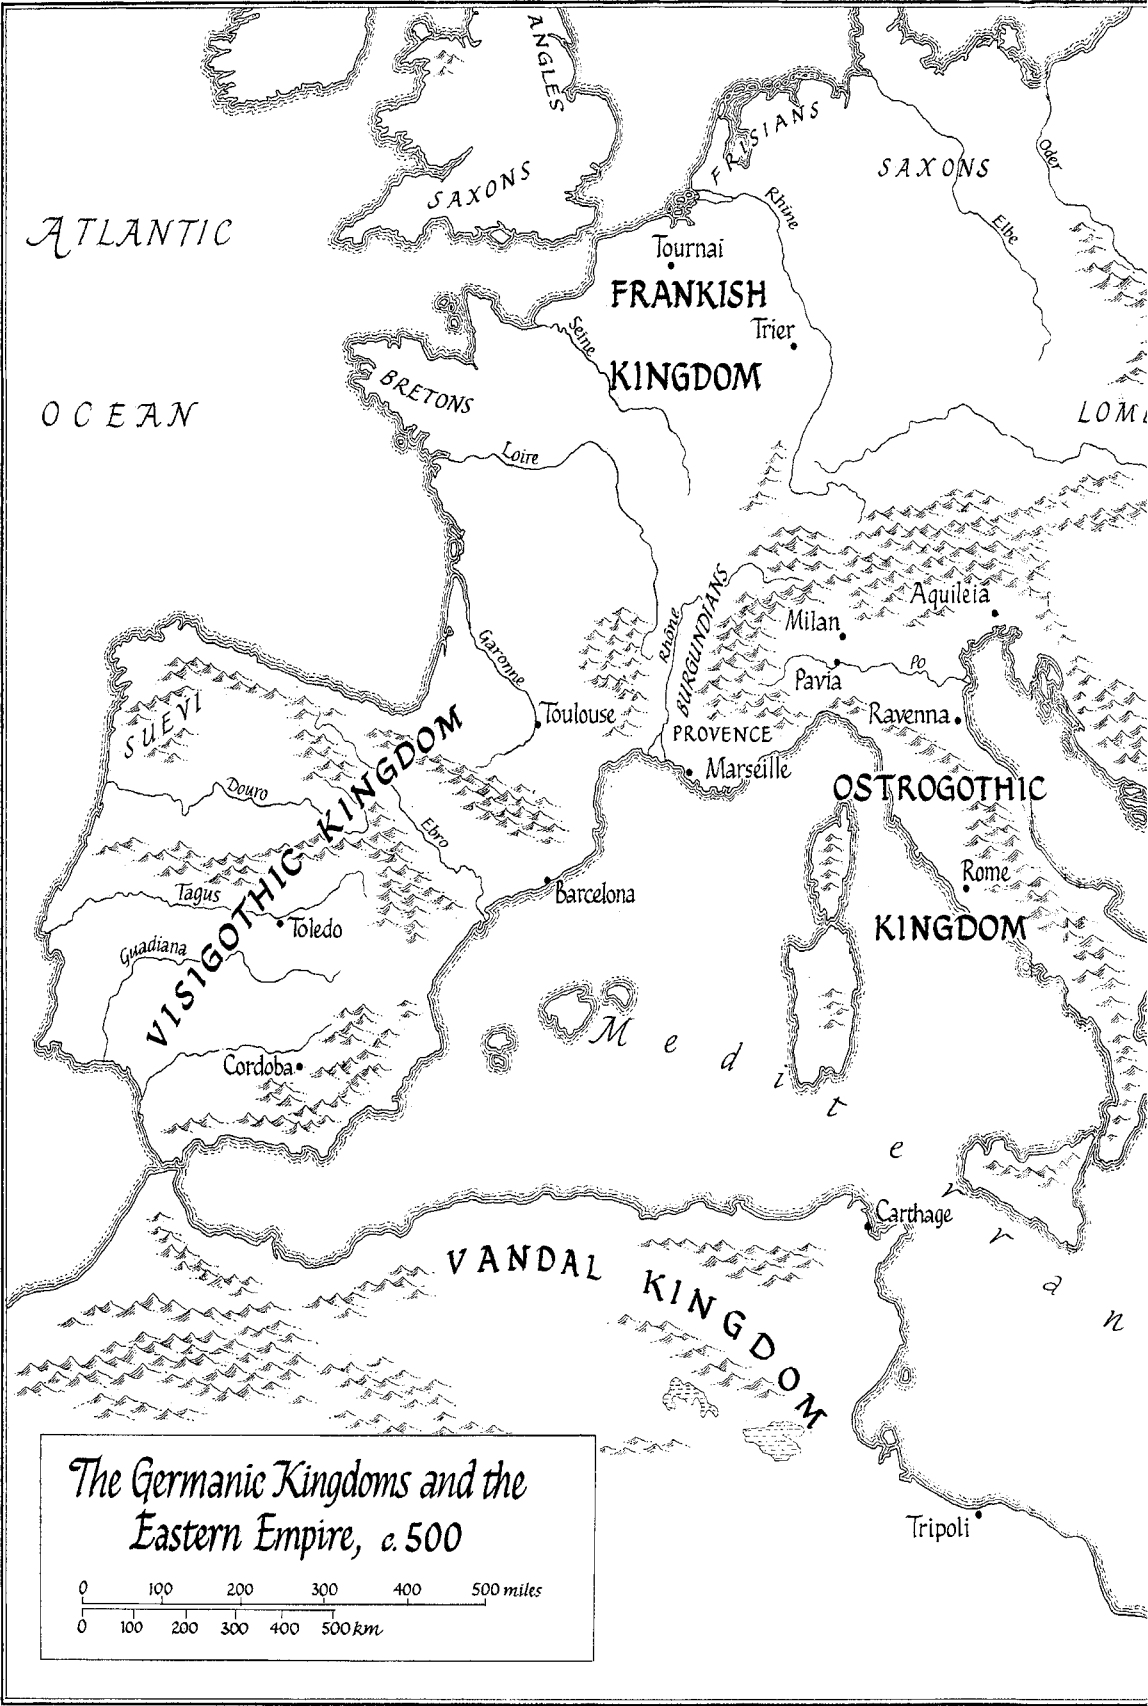 ANGLES
FRISIANS
SAXONS
Oder
SAXONS
Rhine
ATLANTIC
Elbe
Tournai
FRANKISH
Seine
Trier
KINGDOM
BRETONS
OCEAN
LOMB
Loire
BURGUNDIANS
Aquileia
Milan
Rhône
Garonne
Po
Pavia
SUEVI
Toulouse
Ravenna
PROVENCE
Marseille
VISIGOTHIC KINGDOM
OSTROGOTHIC
Douro
Ebro
Rome
Tagus
Barcelona
Toledo
KINGDOM
Guadiana
Mediterran
Cordoba
Carthage
VANDAL KINGDOM
The Germanic Kingdoms and the
Eastern Empire, c. 500
Tripoli
0 100 200 300 400 500 miles
0 100 200 300 400 500 km